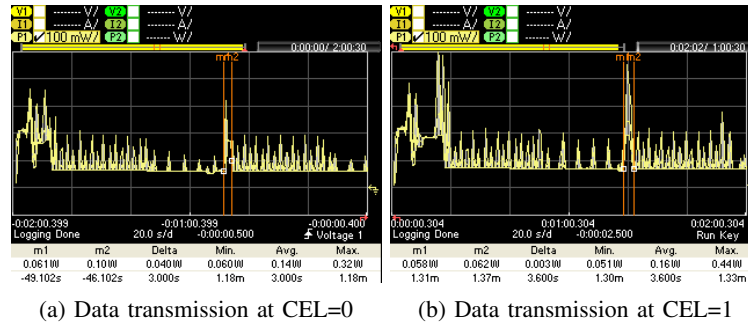 V1 ------ V/ V2 ------ V/
I1 ------ A/ I2 ------ A/
P1 ✓100 mW/ P2 ------ W/
0:00:00/ 2:00:30
m m2
-0:02:00.399 -0:01:00.399 -0:00:00.400
Logging Done 20.0 s/d -0:00:00.500 Voltage 1
m1 m2 Delta Min. Avg. Max.
0.061W 0.10W 0.040W 0.060W 0.14W 0.32W
-49.102s -46.102s 3.000s 1.18m 3.000s 1.18m
(a) Data transmission at CEL=0
V1 ------ V/ V2 ------ V/
I1 ------ A/ I2 ------ A/
P1 ✓100 mW/ P2 ------ W/
0:02:02/ 1:00:30
m m2
0:00:00.304 0:01:00.304 0:02:00.304
Logging Done 20.0 s/d -0:00:02.500 Run Key
m1 m2 Delta Min. Avg. Max.
0.058W 0.062W 0.003W 0.051W 0.16W 0.44W
1.31m 1.37m 3.600s 1.30m 3.600s 1.33m
(b) Data transmission at CEL=1